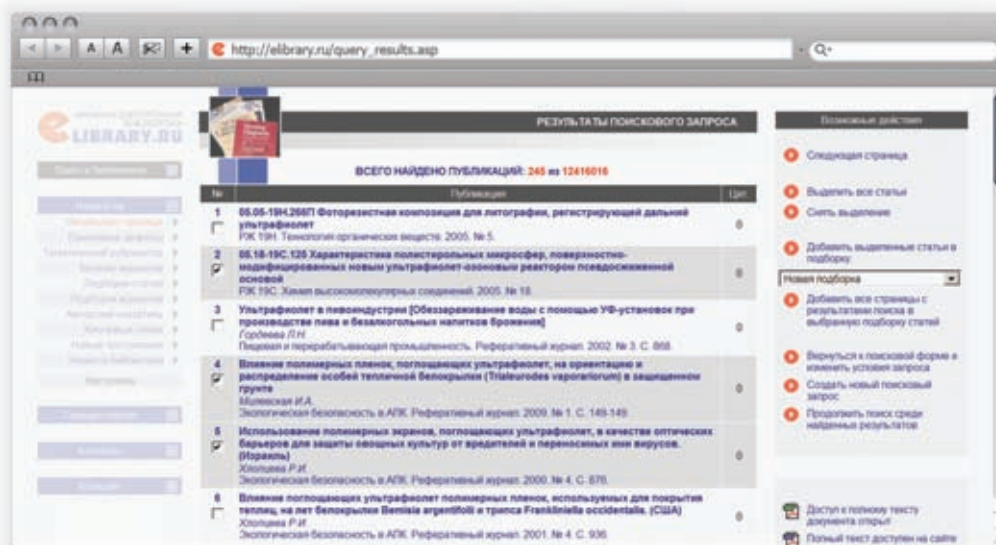 A A
http://elibrary.ru/query_results.asp
LIBRARY.RU
РЕЗУЛЬТАТЫ ПОИСКОВОГО ЗАПРОСА
ВСЕГО НАЙДЕНО ПУБЛИКАЦИЙ: 245 из 12416016
№ Публикация Цит.
1 05.05-19Н.266П Фоторезистная композиция для литографии, регистрирующей дальний
ультрафиолет
РЖ 19Н. Технология органических веществ. 2005. № 5.
0
2 05.18-19С.126 Характеристика полистерольных микросфер, поверхностно-
модифицированных новым ультрафиолет-озоновым реактором псевдосжиженной
основой
РЖ 19С. Химия высокомолекулярных соединений. 2005. № 18.
0
3 Ультрафиолет в пивоиндустрии [Обеззараживание воды с помощью УФ-установок при
производстве пива и безалкогольных напитков брожения]
Гордеева Л.Н.
Пищевая и перерабатывающая промышленность. Реферативный журнал. 2002. № 3. С. 868.
0
4 Влияние полимерных пленок, поглощающих ультрафиолет, на ориентацию и
распределение особей тепличной белокрылки (Trialeurodes vaporariorum) в защищенном
грунте
Милевская И.А.
Экологическая безопасность в АПК. Реферативный журнал. 2009. № 1. С. 149-149.
0
5 Использование полимерных экранов, поглощающих ультрафиолет, в качестве оптических
барьеров для защиты овощных культур от вредителей и переносимых ими вирусов.
(Израиль)
Хлопцева Р.И.
Экологическая безопасность в АПК. Реферативный журнал. 2000. № 4. С. 876.
0
6 Влияние поглощающих ультрафиолет полимерных пленок, используемых для покрытия
теплиц, на лет белокрылки Bemisia argentifolli и трипса Frankliniella occidentalis. (США)
Хлопцева Р.И.
Экологическая безопасность в АПК. Реферативный журнал. 2001. № 4. С. 936.
0
Возможные действия
Следующая страница
Выделить все статьи
Снять выделение
Добавить выделенные статьи в
подборку
Новая подборка
Добавить все страницы с
результатами поиска в
выбранную подборку статей
Вернуться к поисковой форме и
изменить условия запроса
Создать новый поисковый
запрос
Продолжить поиск среди
найденных результатов
Доступ к полному тексту
документа открыт
Полный текст доступен на сайте